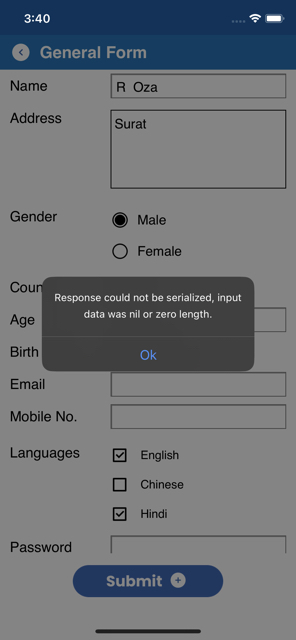 3:40
General Form
Name
R Oza
Address
Surat
Gender
Male
Female
Coun
Response could not be serialized, input
data was nil or zero length.
Age
Birth
Ok
Email
Mobile No.
Languages
English
Chinese
Hindi
Password
Submit